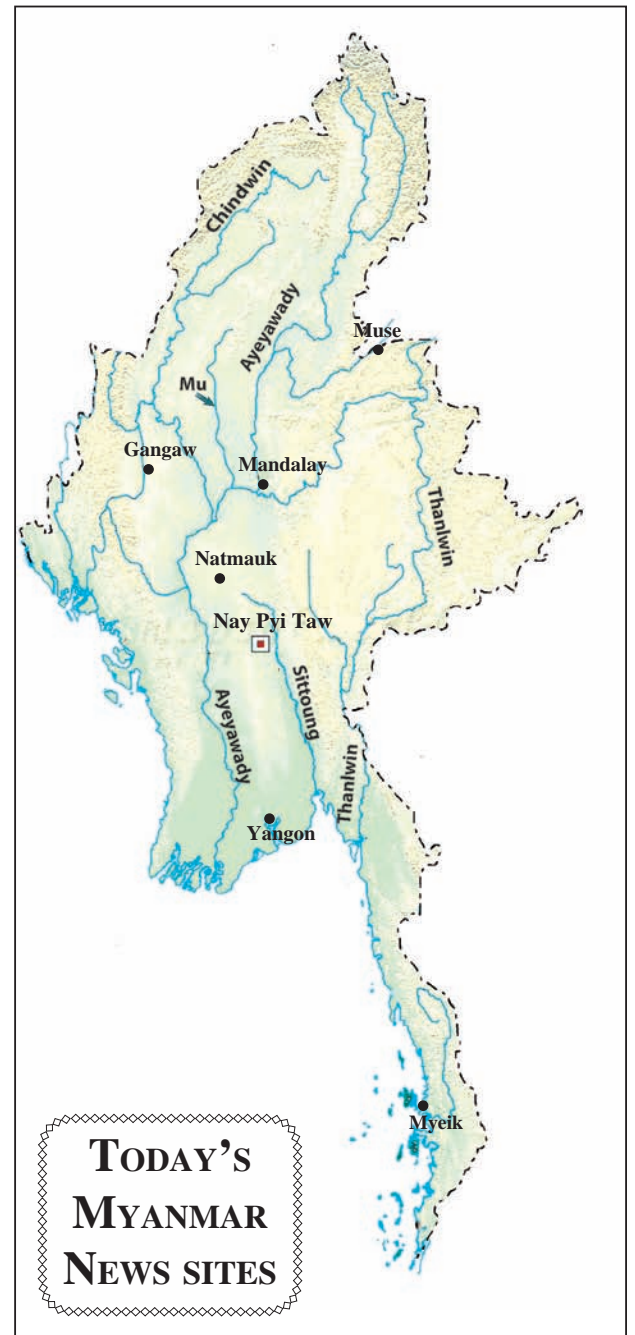 Chindwin
Ayeyawady
Muse
Mu
Gangaw
Mandalay
Thanlwin
Natmauk
Nay Pyi Taw
Ayeyawady
Sittoung
Thanlwin
Yangon
Myeik
TODAY'S
MYANMAR
NEWS SITES